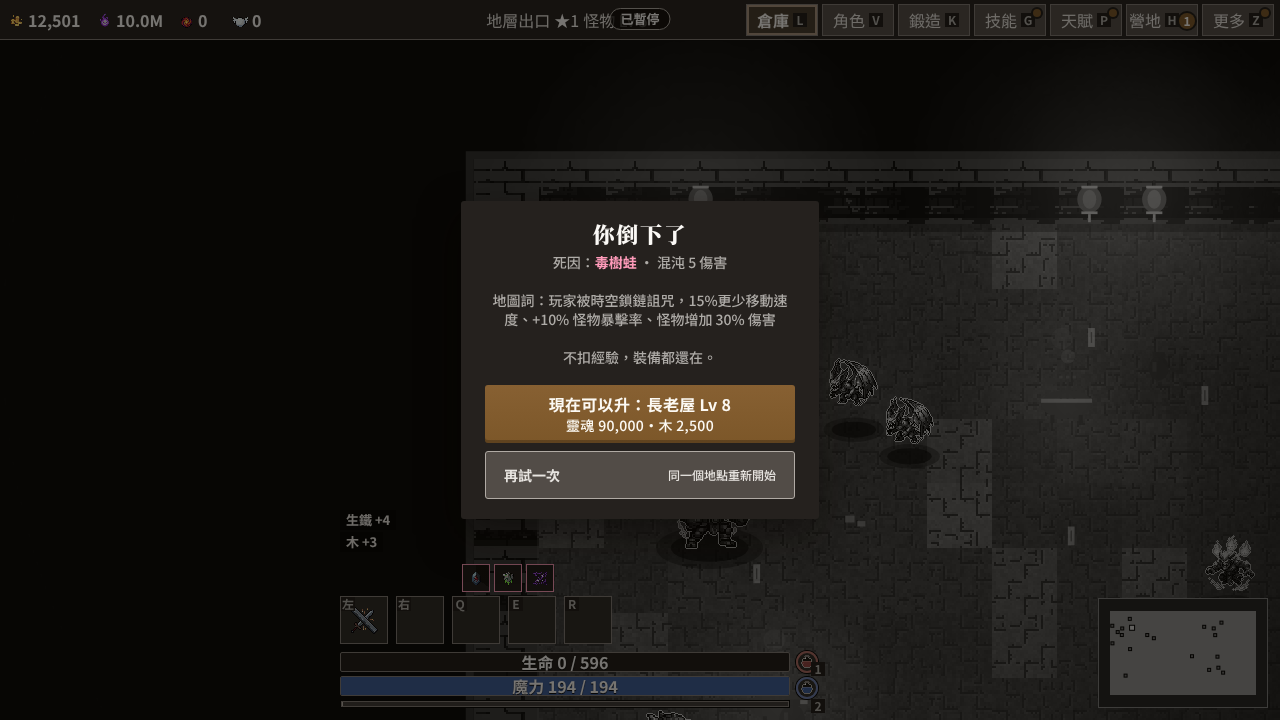 12,501
10.0M
0
0
地層出口 ★1 怪物
已暫停
倉庫 L
角色 V
鍛造 K
技能 G
天賦 P
營地 H 1
更多 Z
你倒下了
死因：毒樹蛙 · 混沌 5 傷害
地圖詞：玩家被時空鎖鏈詛咒，15%更少移動速
度、+10% 怪物暴擊率、怪物增加 30% 傷害
不扣經驗，裝備都還在。
現在可以升：長老屋 Lv 8
靈魂 90,000 · 木 2,500
再試一次
同一個地點重新開始
生鐵 +4
木 +3
左
右
Q
E
R
生命 0 / 596
1
魔力 194 / 194
2